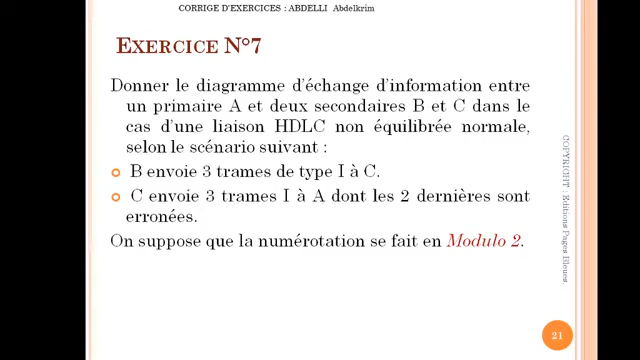 CORRIGE D'EXERCICES : ABDELLI Abdelkrim
EXERCICE N°7
Donner le diagramme d'échange d'information entre
un primaire A et deux secondaires B et C dans le
cas d'une liaison HDLC non équilibrée normale,
selon le scénario suivant :
B envoie 3 trames de type I à C.
C envoie 3 trames I à A dont les 2 dernières sont
erronées.
On suppose que la numérotation se fait en Modulo 2.
COPYRIGHT : Editions Pages Bleues.
21